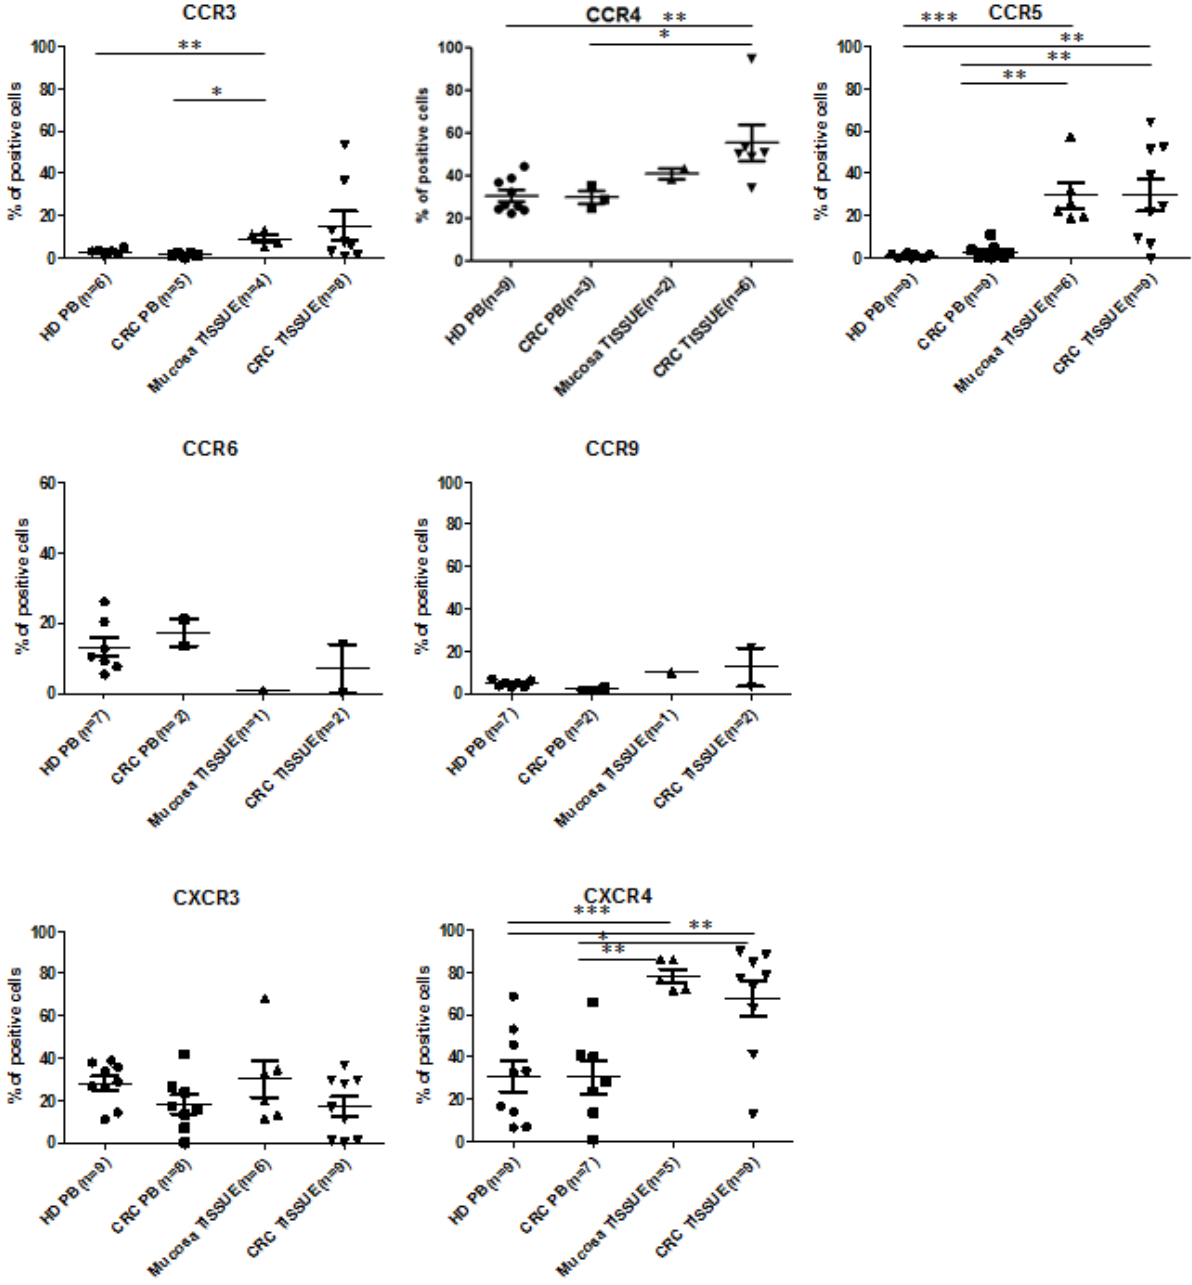 CCR3
**
*
% of positive cells
100
80
60
40
20
0
HD PB(n=6)
CRC PB(n=5)
Mucosa TISSUE(n=4)
CRC TISSUE(n=8)
CCR4
**
*
% of positive cells
100
80
60
40
20
0
HD PB(n=9)
CRC PB(n=3)
Mucosa TISSUE(n=2)
CRC TISSUE(n=6)
CCR5
***
**
**
**
% of positive cells
100
80
60
40
20
0
HD PB(n=9)
CRC PB(n=9)
Mucosa TISSUE(n=6)
CRC TISSUE(n=9)
CCR6
% of positive cells
60
40
20
0
HD PB(n=7)
CRC PB(n=2)
Mucosa TISSUE(n=1)
CRC TISSUE(n=2)
CCR9
% of positive cells
100
80
60
40
20
0
HD PB(n=7)
CRC PB(n=2)
Mucosa TISSUE(n=1)
CRC TISSUE(n=2)
CXCR3
% of positive cells
100
80
60
40
20
0
HD PB(n=9)
CRC PB(n=8)
Mucosa TISSUE(n=6)
CRC TISSUE(n=9)
CXCR4
***
**
*
**
% of positive cells
100
80
60
40
20
0
HD PB(n=9)
CRC PB(n=7)
Mucosa TISSUE(n=5)
CRC TISSUE(n=9)